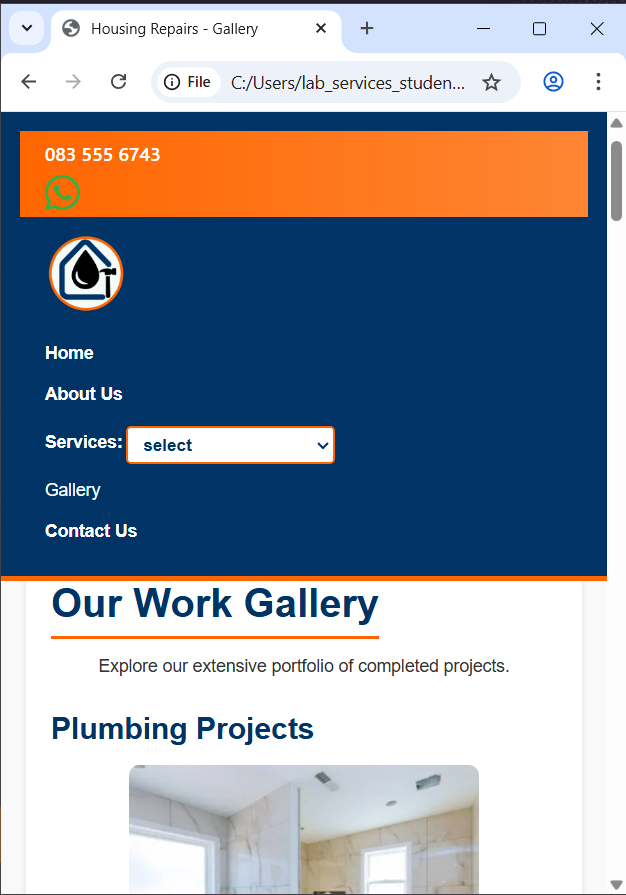 Housing Repairs - Gallery
File
C:/Users/lab_services_studen...
083 555 6743
Home
About Us
Services: select
Gallery
Contact Us
Our Work Gallery
Explore our extensive portfolio of completed projects.
Plumbing Projects